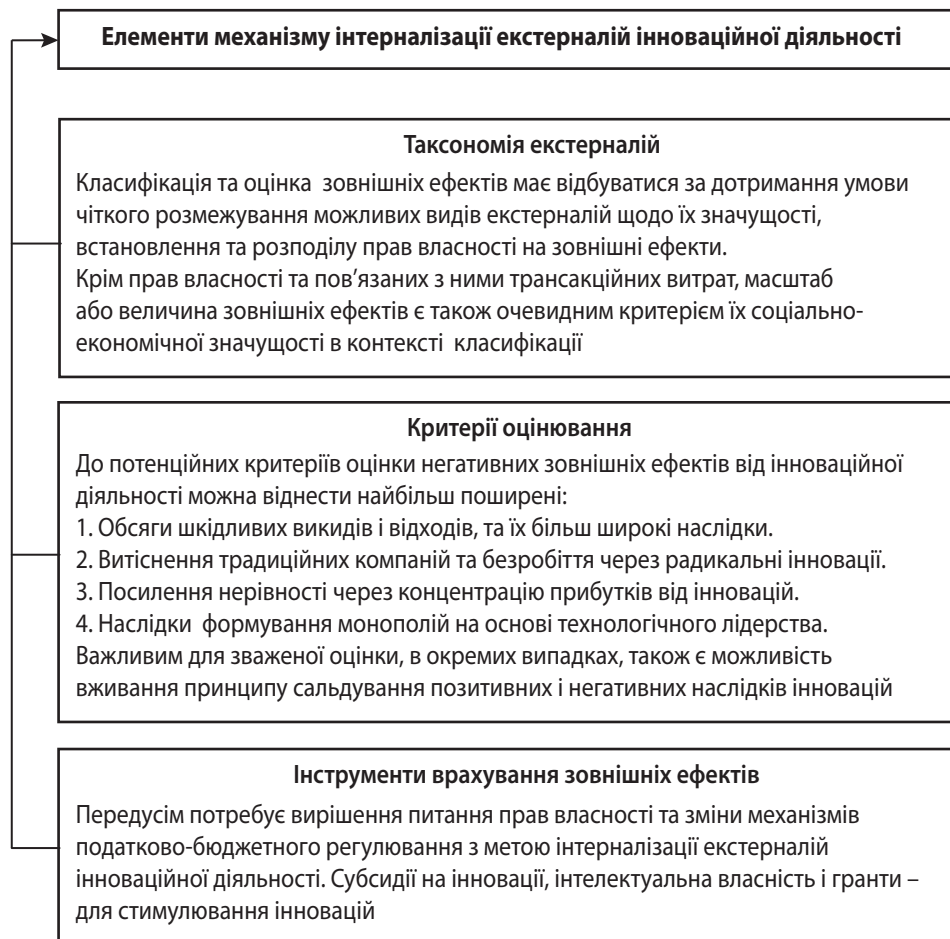 Елементи механізму інтерналізації екстерналій інноваційної діяльності
Таксономія екстерналій
Класифікація та оцінка зовнішніх ефектів має відбуватися за дотримання умови
чіткого розмежування можливих видів екстерналій щодо їх значущості,
встановлення та розподілу прав власності на зовнішні ефекти.
Крім прав власності та пов’язаних з ними трансакційних витрат, масштаб
або величина зовнішніх ефектів є також очевидним критерієм їх соціально-
економічної значущості в контексті класифікації
Критерії оцінювання
До потенційних критеріїв оцінки негативних зовнішніх ефектів від інноваційної
діяльності можна віднести найбільш поширені:
1. Обсяги шкідливих викидів і відходів, та їх більш широкі наслідки.
2. Витіснення традиційних компаній та безробіття через радикальні інновації.
3. Посилення нерівності через концентрацію прибутків від інновацій.
4. Наслідки формування монополій на основі технологічного лідерства.
Важливим для зваженої оцінки, в окремих випадках, також є можливість
вживання принципу сальдування позитивних і негативних наслідків інновацій
Інструменти врахування зовнішніх ефектів
Передусім потребує вирішення питання прав власності та зміни механізмів
податково-бюджетного регулювання з метою інтерналізації екстерналій
інноваційної діяльності. Субсидії на інновації, інтелектуальна власність і гранти –
для стимулювання інновацій